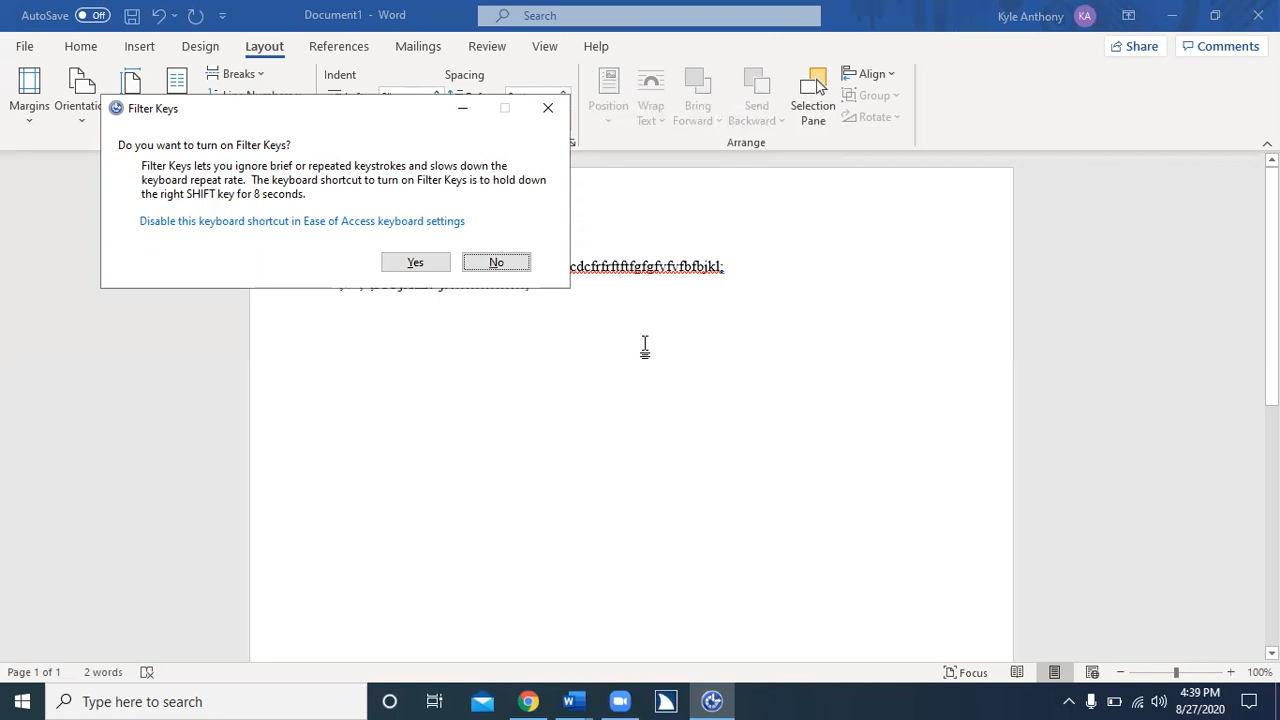 AutoSave Off Document1 - Word Search Kyle Anthony KA
File Home Insert Design Layout References Mailings Review View Help Share Comments
Breaks Indent Spacing Align
Margins Position Wrap Text Bring Forward Send Backward Selection Pane Group
Rotate
Arrange
Filter Keys
Do you want to turn on Filter Keys?
Filter Keys lets you ignore brief or repeated keystrokes and slows down the
keyboard repeat rate. The keyboard shortcut to turn on Filter Keys is to hold down
the right SHIFT key for 8 seconds.
Disable this keyboard shortcut in Ease of Access keyboard settings
Yes No
cdcfrfrftftfgfgfvfvfbfbjkl;
Page 1 of 1 2 words Focus 100%
Type here to search 4:39 PM
8/27/2020